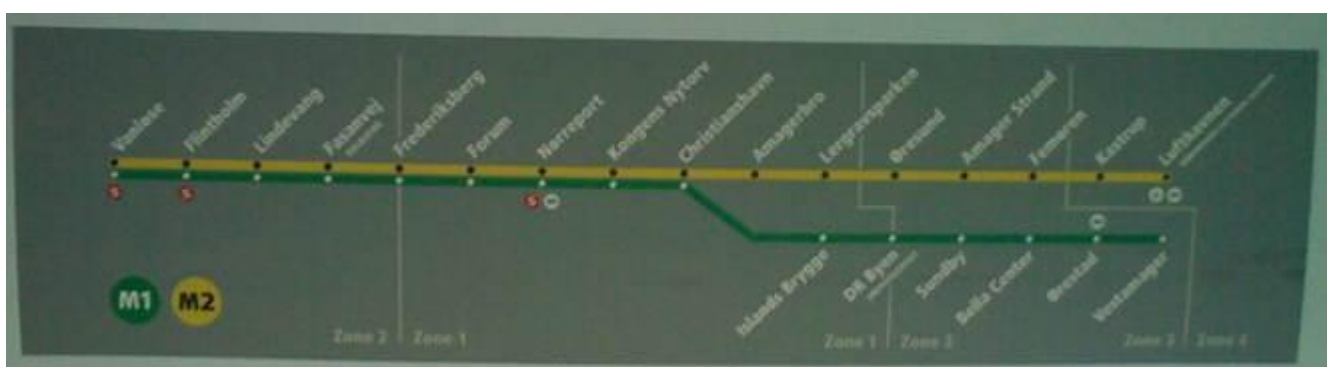 Vanløse
Flintholm
Lindevang
Fasanvej
Frederiksberg
Forum
Nørreport
Kongens Nytorv
Christianshavn
Amagerbro
Lergravsparken
Øresund
Amager Strand
Femøren
Kastrup
Lufthavnen
S
S
S
Islands Brygge
DR Byen
Sundby
Bella Center
Ørestad
Vestamager
M1
M2
Zone 2
Zone 1
Zone 1
Zone 3
Zone 3
Zone 4